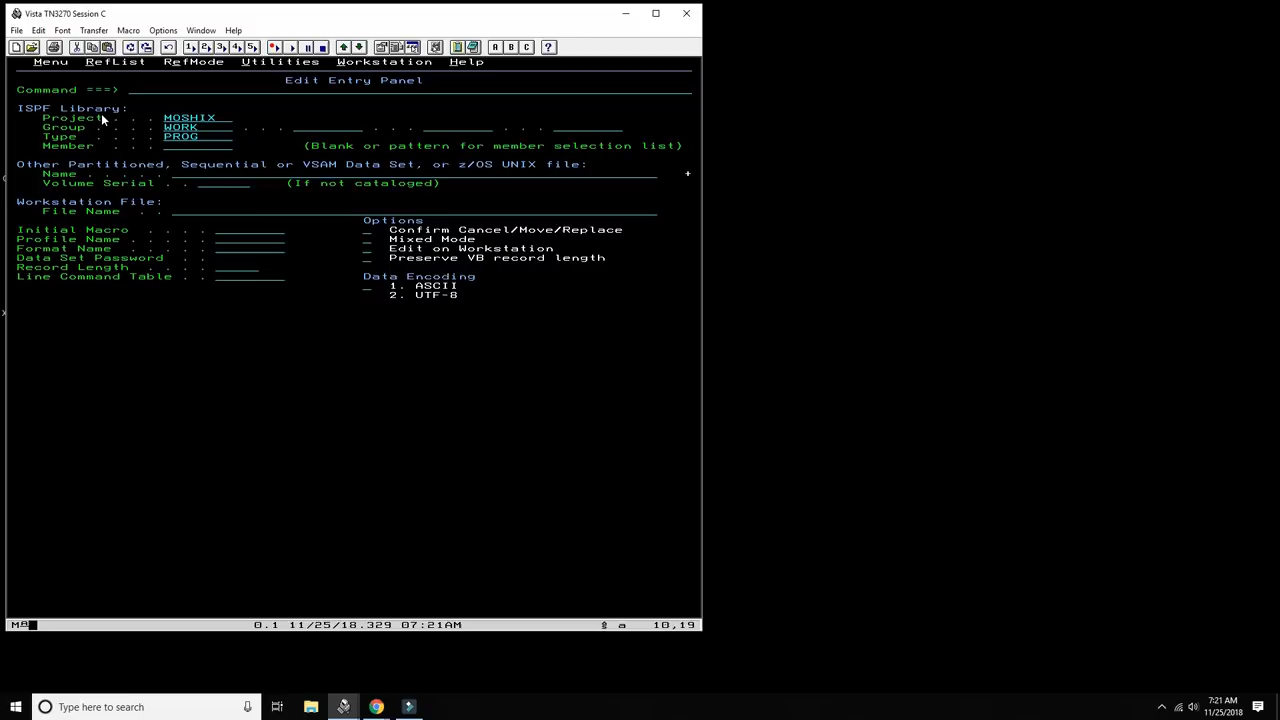 Vista TN3270 Session C
File Edit Font Transfer Macro Options Window Help
1 2 3 4 5 A B C ?
Menu RefList RefMode Utilities Workstation Help
Edit Entry Panel
Command ===>
ISPF Library:
Project . . . MOSHIX
Group . . . . WORK . . . . . . . . .
Type . . . . PROG
Member . . . (Blank or pattern for member selection list)
Other Partitioned, Sequential or VSAM Data Set, or z/OS UNIX file:
Name . . . . . +
Volume Serial . . (If not cataloged)
Workstation File:
File Name . .
Options
Initial Macro . . . . _ Confirm Cancel/Move/Replace
Profile Name . . . . . _ Mixed Mode
Format Name . . . . . _ Edit on Workstation
Data Set Password . . _ Preserve VB record length
Record Length . . . .
Line Command Table . . Data Encoding
_ 1. ASCII
2. UTF-8
0.1 11/25/18.329 07:21AM a 10,19
Type here to search
7:21 AM
11/25/2018